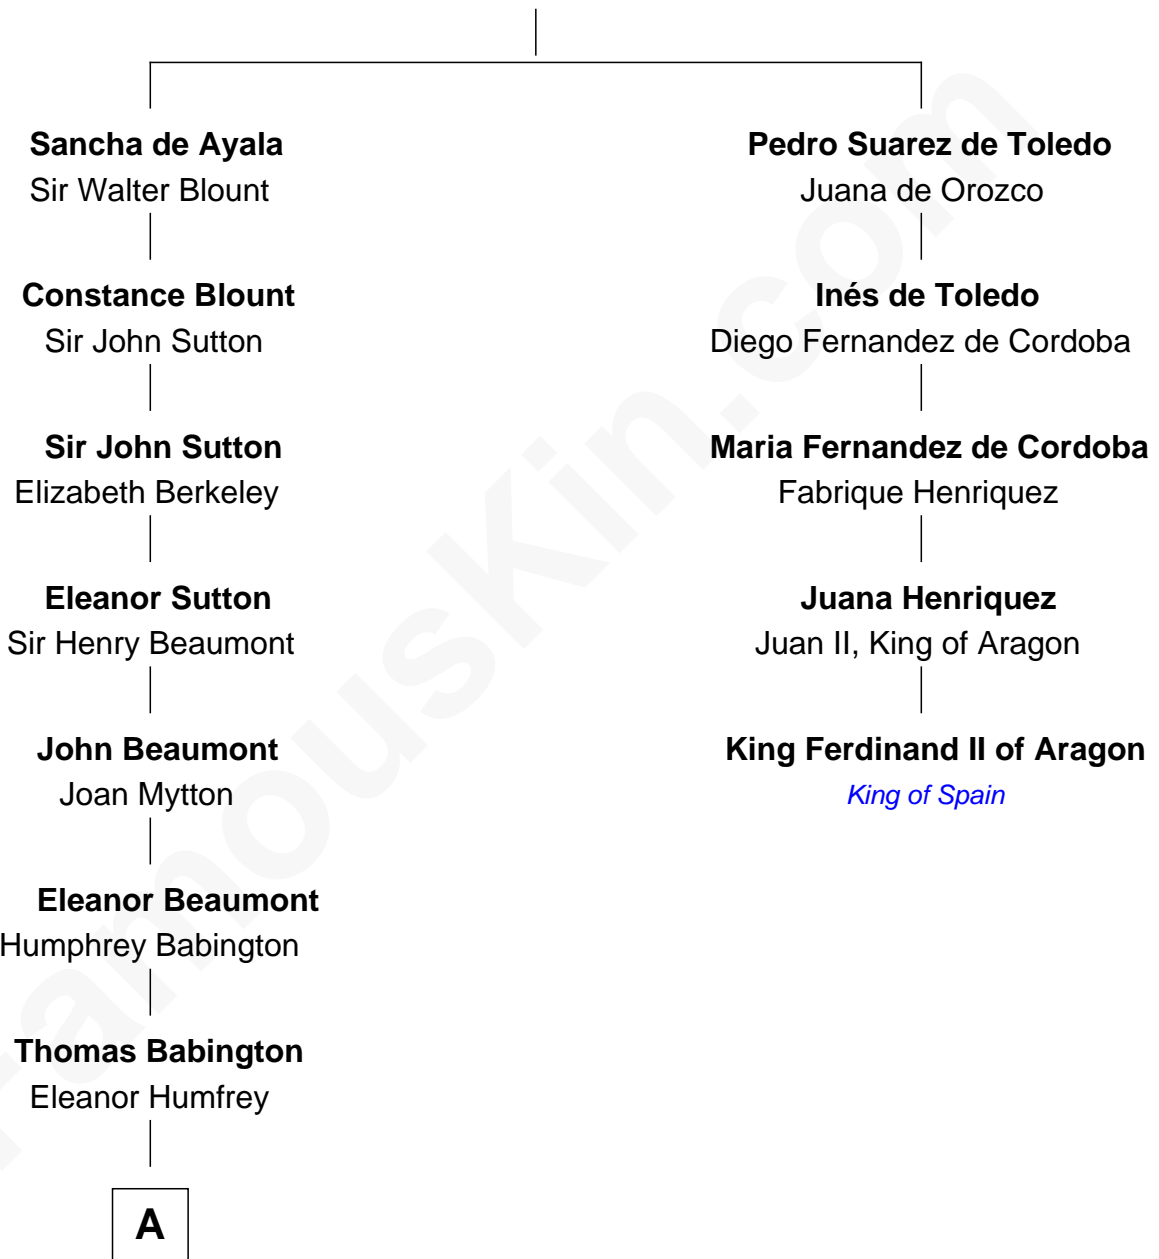 Sancha de Ayala
Sir Walter Blount
Constance Blount
Sir John Sutton
Sir John Sutton
Elizabeth Berkeley
Eleanor Sutton
Sir Henry Beaumont
John Beaumont
Joan Mytton
Eleanor Beaumont
Humphrey Babington
Thomas Babington
Eleanor Humfrey
A
Pedro Suarez de Toledo
Juana de Orozco
Inés de Toledo
Diego Fernandez de Cordoba
Maria Fernandez de Cordoba
Fabrique Henriquez
Juana Henriquez
Juan II, King of Aragon
King Ferdinand II of Aragon
King of Spain
FamousKin.com